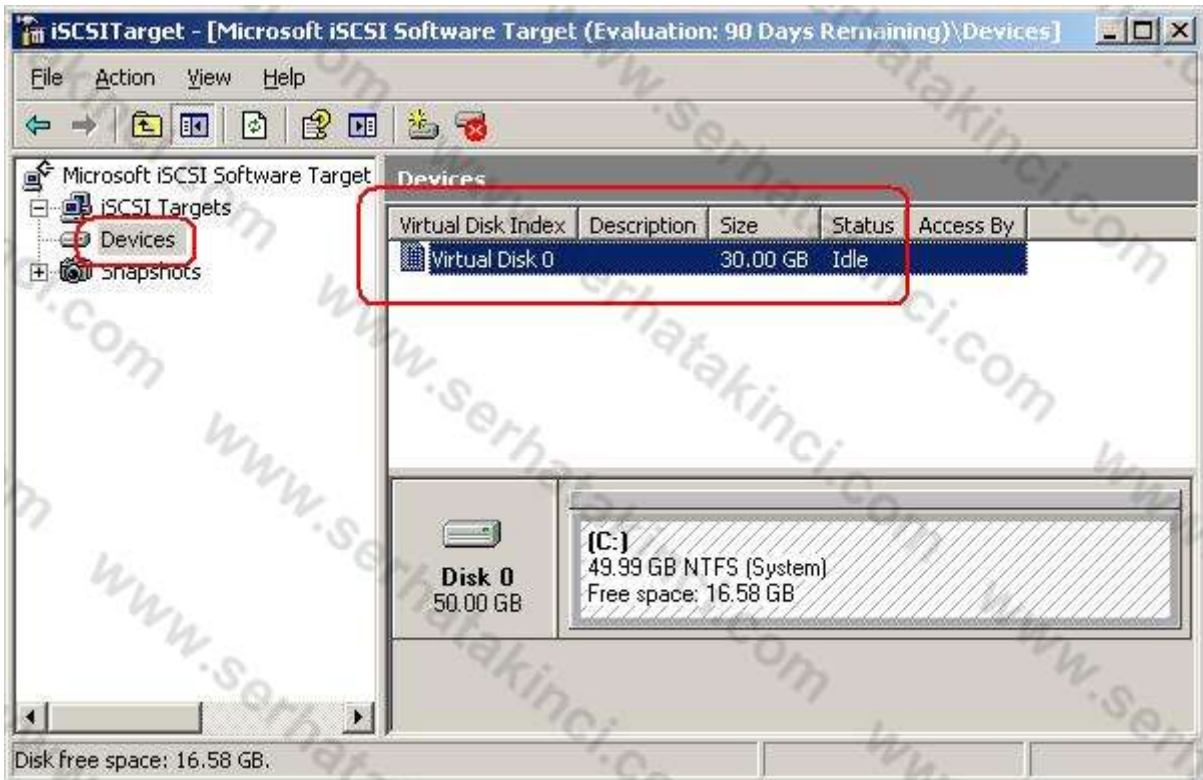 iSCSITarget - [Microsoft iSCSI Software Target (Evaluation: 90 Days Remaining)\Devices]
File Action View Help
Microsoft iSCSI Software Target
iSCSI Targets
Devices
Snapshots
Devices
Virtual Disk Index Description Size Status Access By
Virtual Disk 0 30.00 GB Idle
Disk 0
50.00 GB
(C:)
49.99 GB NTFS (System)
Free space: 16.58 GB
Disk free space: 16.58 GB.
www.serhatakinci.com